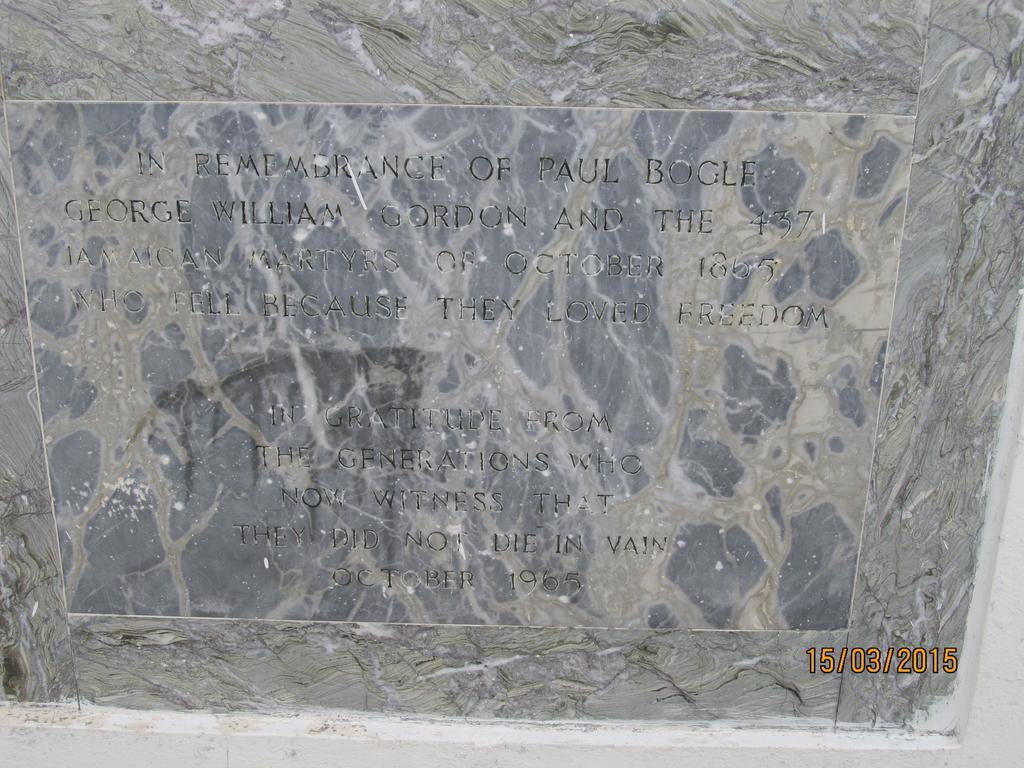 IN REMEMBRANCE OF PAUL BOGLE
GEORGE WILLIAM GORDON AND THE 437
JAMAICAN MARTYRS OF OCTOBER 1865
WHO FELL BECAUSE THEY LOVED FREEDOM
IN GRATITUDE FROM
THE GENERATIONS WHO
NOW WITNESS THAT
THEY DID NOT DIE IN VAIN
OCTOBER 1965
15/03/2015